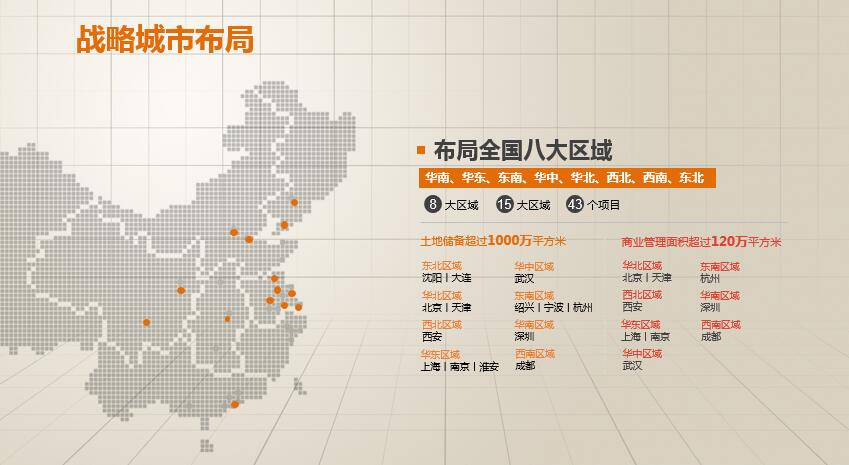 战略城市布局
布局全国八大区域
华南、华东、东南、华中、华北、西北、西南、东北
8 大区域 15 大区域 43 个项目
土地储备超过1000万平方米
东北区域
沈阳丨大连
华北区域
北京丨天津
西北区域
西安
华东区域
上海丨南京丨淮安
华中区域
武汉
东南区域
绍兴丨宁波丨杭州
华南区域
深圳
西南区域
成都
商业管理面积超过120万平方米
华北区域
北京丨天津
西北区域
西安
华东区域
上海丨南京
华中区域
武汉
东南区域
杭州
华南区域
深圳
西南区域
成都